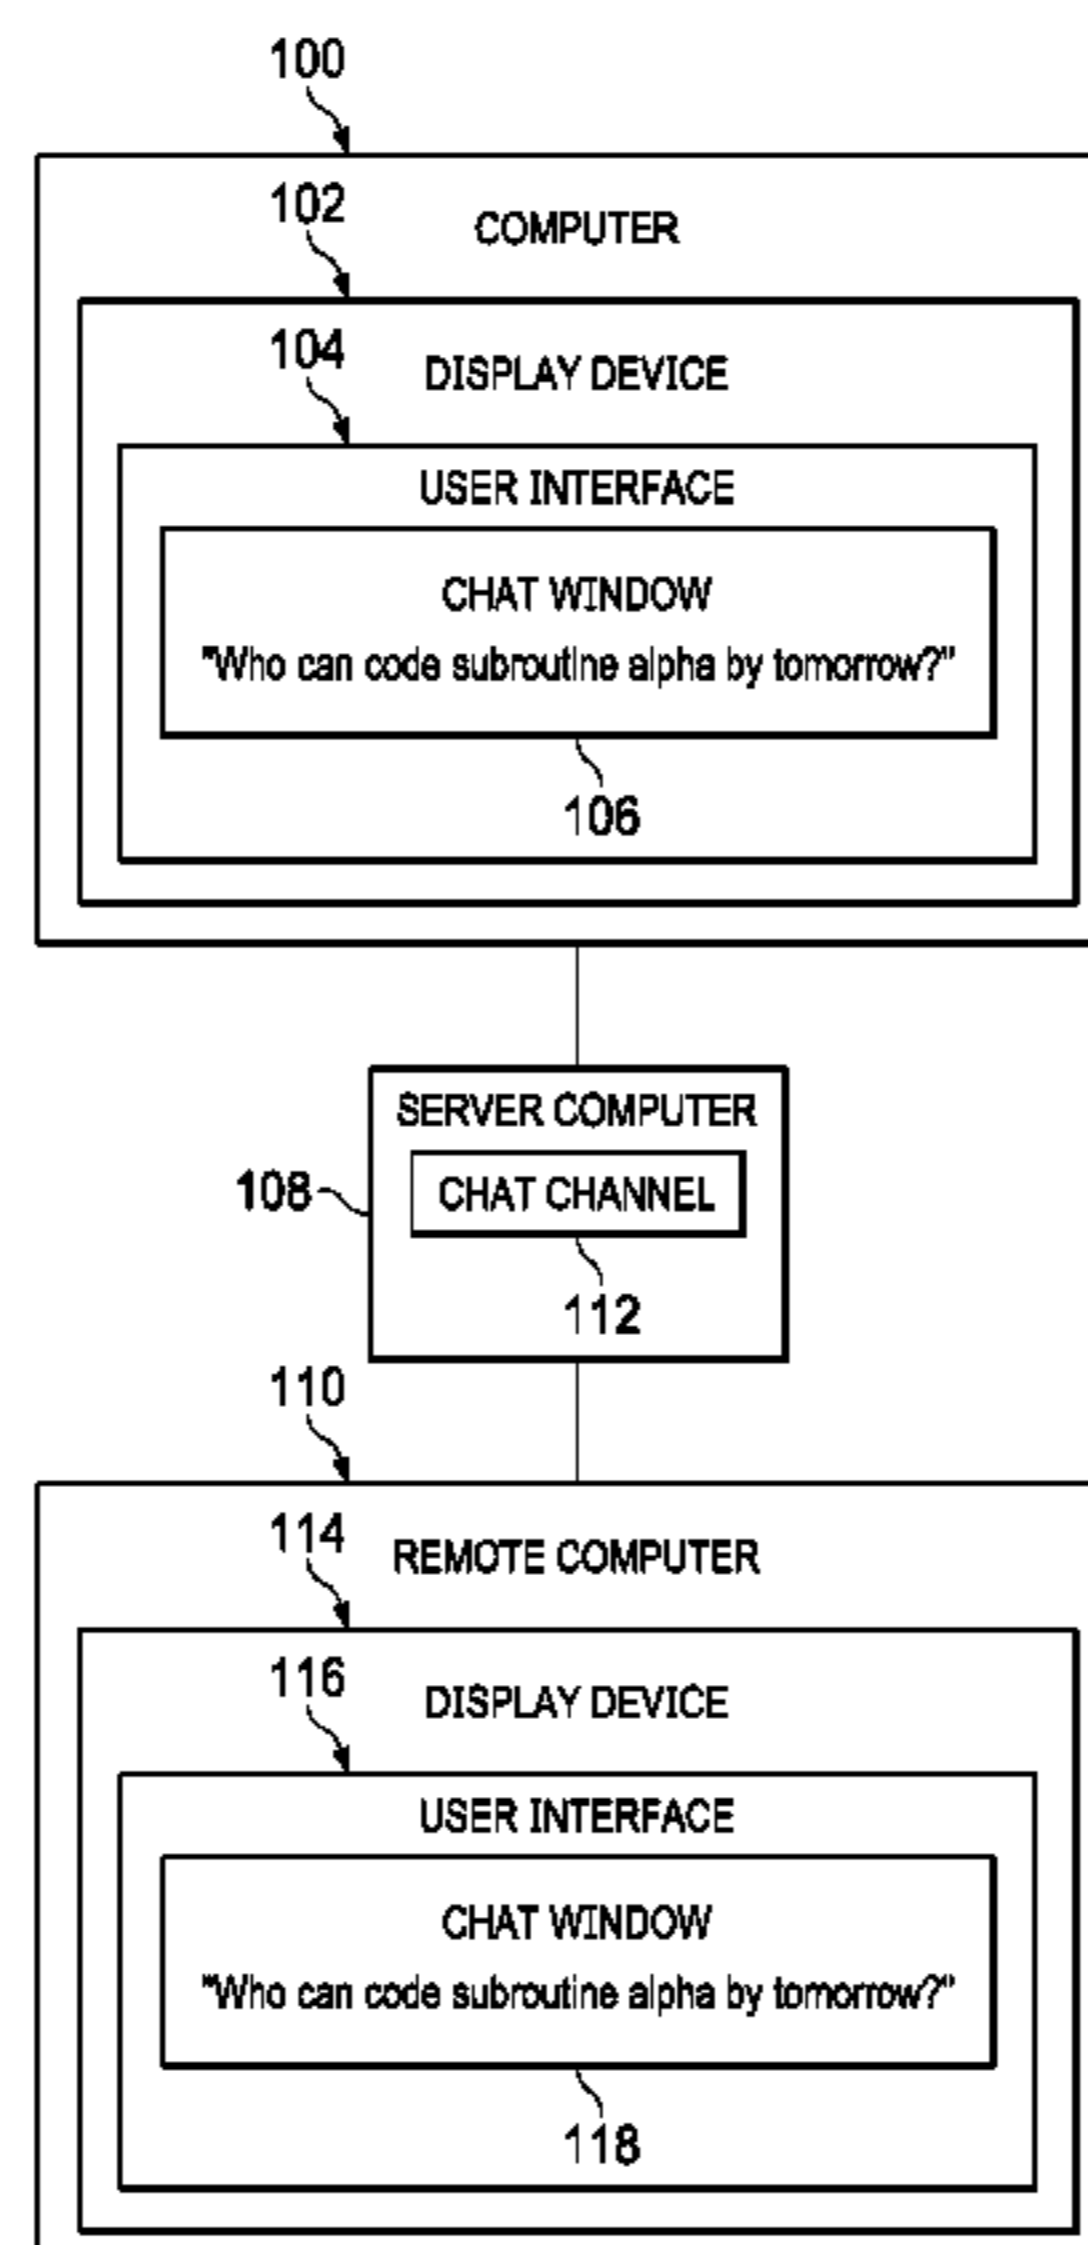 100
102
COMPUTER
104
DISPLAY DEVICE
USER INTERFACE
CHAT WINDOW
"Who can code subroutine alpha by tomorrow?"
106
SERVER COMPUTER
108
CHAT CHANNEL
112
110
114
REMOTE COMPUTER
116
DISPLAY DEVICE
USER INTERFACE
CHAT WINDOW
"Who can code subroutine alpha by tomorrow?"
118